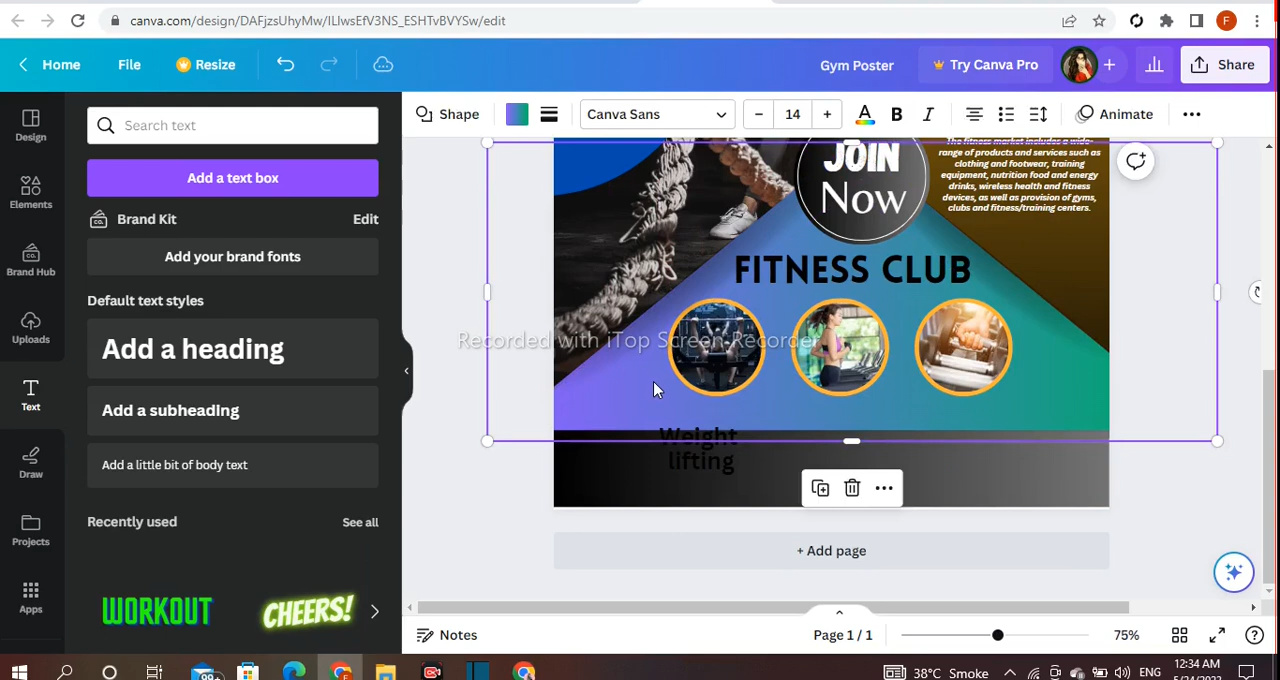 canva.com/design/DAFjzsUhyMw/ILIwsEfV3NS_ESHTvBVYSw/edit
F
Home
File
Resize
Gym Poster
Try Canva Pro
+
Share
Design
Elements
Brand Hub
Uploads
Text
Draw
Projects
Apps
Search text
Add a text box
Brand Kit
Edit
Add your brand fonts
Default text styles
Add a heading
Add a subheading
Add a little bit of body text
Recently used
See all
WORKOUT
CHEERS!
Shape
Canva Sans
– 14 +
A
B
I
Animate
JOIN
Now
The fitness market includes a wide
range of products and services such as
clothing and footwear, training
equipment, nutrition food and energy
drinks, wireless health and fitness
devices, as well as provision of gyms,
clubs and fitness/training centers.
FITNESS CLUB
Recorded with iTop Screen Recorder
Weight
lifting
+ Add page
Notes
Page 1 / 1
75%
99+
38°C Smoke
ENG
12:34 AM